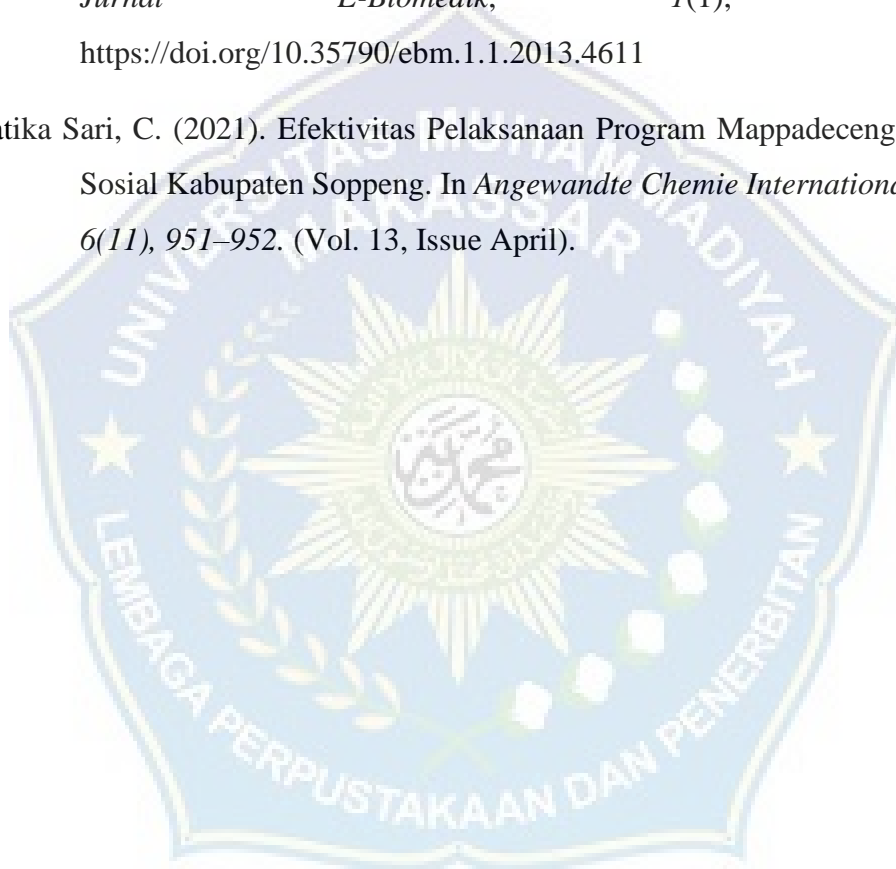 Jurnal E-Biomedik, 1(1),
https://doi.org/10.35790/ebm.1.1.2013.4611
atika Sari, C. (2021). Efektivitas Pelaksanaan Program Mappadeceng
Sosial Kabupaten Soppeng. In Angewandte Chemie Internationa
6(11), 951–952. (Vol. 13, Issue April).
UNIVERSITAS MUHAMMADIYAH
MAKASSAR
محمد
LEMBAGA PERPUSTAKAAN DAN PENERBITAN